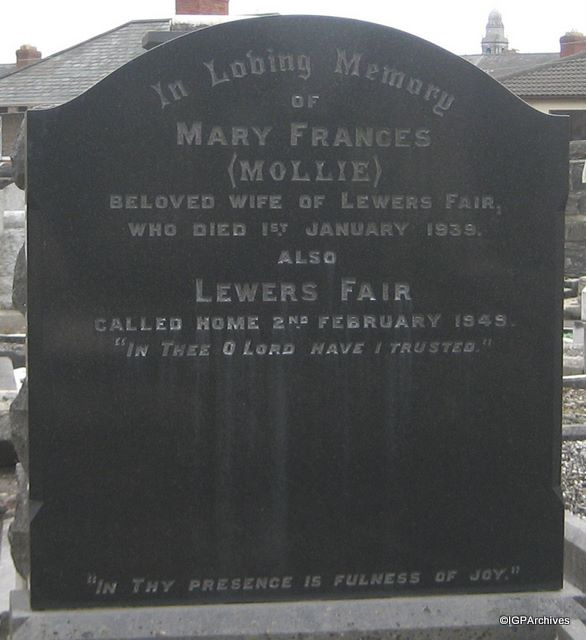 In Loving Memory
OF
MARY FRANCES
(MOLLIE)
BELOVED WIFE OF LEWERS FAIR,
WHO DIED 1ST JANUARY 1939.
ALSO
LEWERS FAIR
CALLED HOME 2ND FEBRUARY 1949.
"IN THEE O LORD HAVE I TRUSTED."
"IN THY PRESENCE IS FULNESS OF JOY."
©IGPArchives